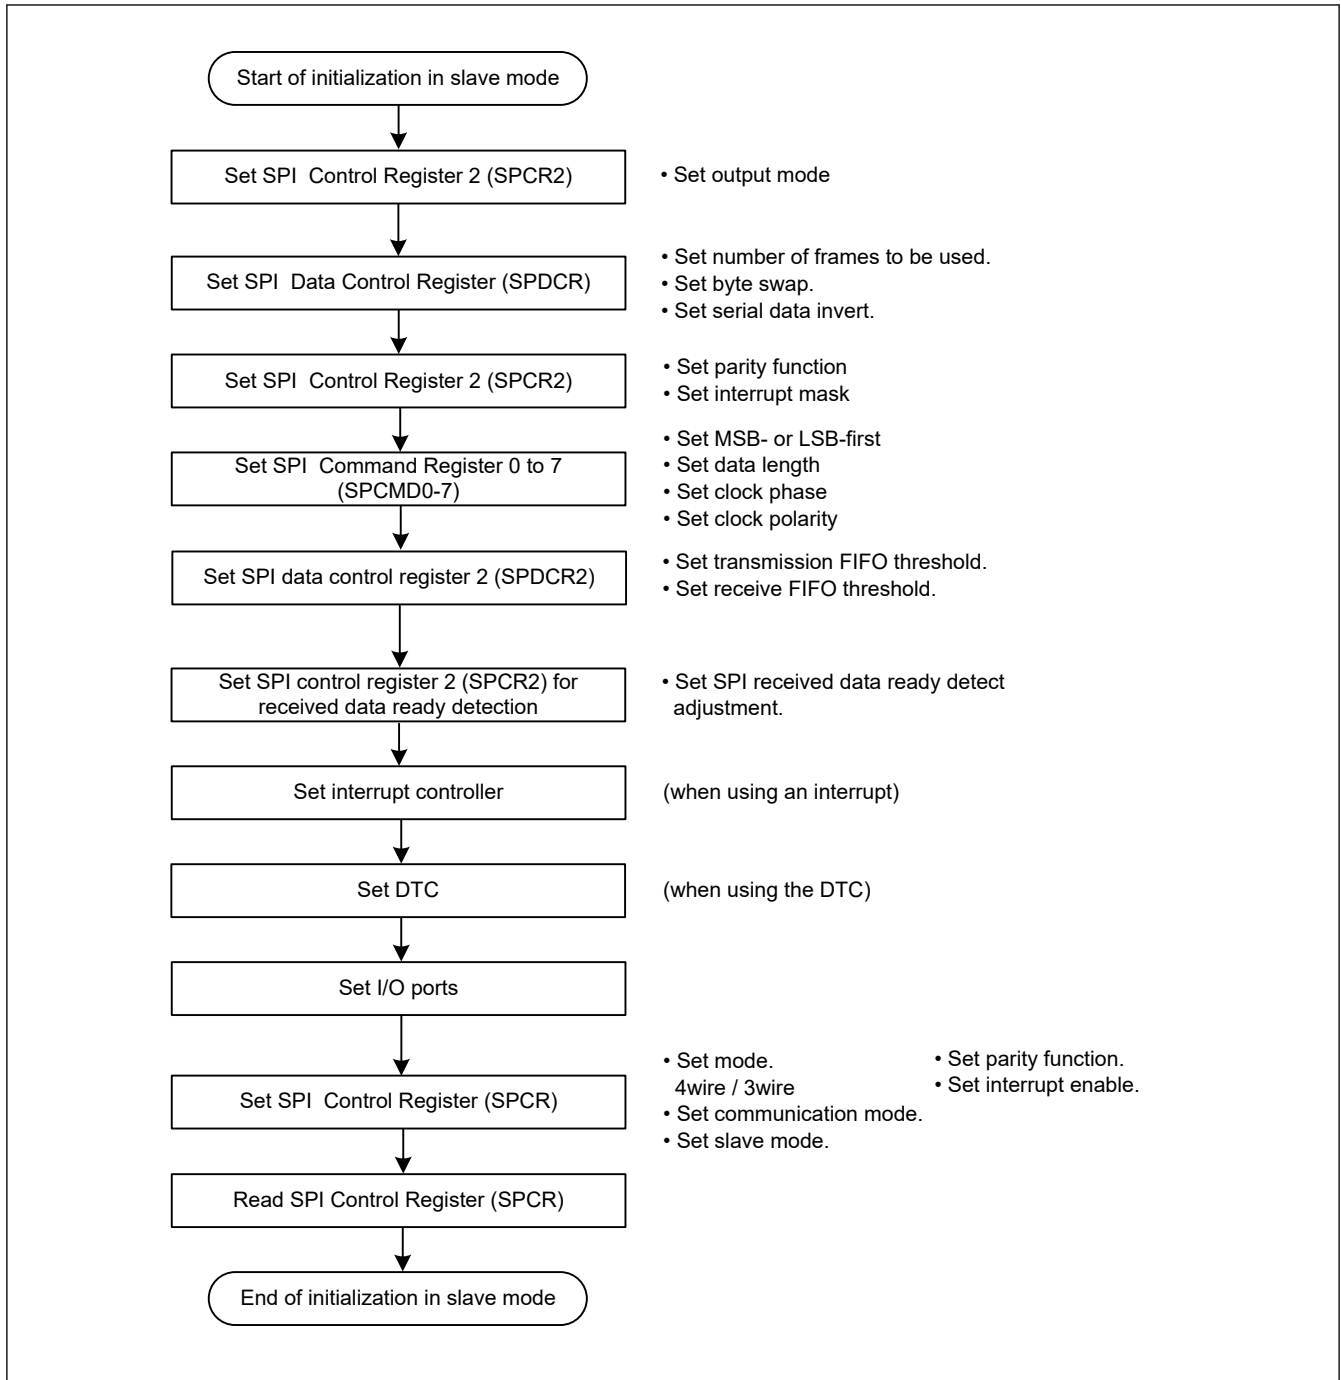 Start of initialization in slave mode
Set SPI  Control Register 2 (SPCR2)
• Set output mode
Set SPI  Data Control Register (SPDCR)
• Set number of frames to be used.
• Set byte swap.
• Set serial data invert.
Set SPI  Control Register 2 (SPCR2)
• Set parity function
• Set interrupt mask
Set SPI  Command Register 0 to 7
(SPCMD0-7)
• Set MSB- or LSB-first
• Set data length
• Set clock phase
• Set clock polarity
Set SPI data control register 2 (SPDCR2)
• Set transmission FIFO threshold.
• Set receive FIFO threshold.
Set SPI control register 2 (SPCR2) for
received data ready detection
• Set SPI received data ready detect
adjustment.
Set interrupt controller
(when using an interrupt)
Set DTC
(when using the DTC)
Set I/O ports
Set SPI  Control Register (SPCR)
• Set mode.
4wire / 3wire
• Set communication mode.
• Set slave mode.
• Set parity function.
• Set interrupt enable.
Read SPI Control Register (SPCR)
End of initialization in slave mode